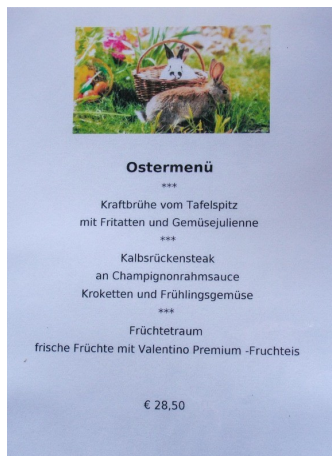 Ostermenü
***
Kraftbrühe vom Tafelspitz
mit Fritatten und Gemüsejulienne
***
Kalbsrückensteak
an Champignonrahmsauce
Kroketten und Frühlingsgemüse
***
Früchtetraum
frische Früchte mit Valentino Premium -Fruchteis
€ 28,50